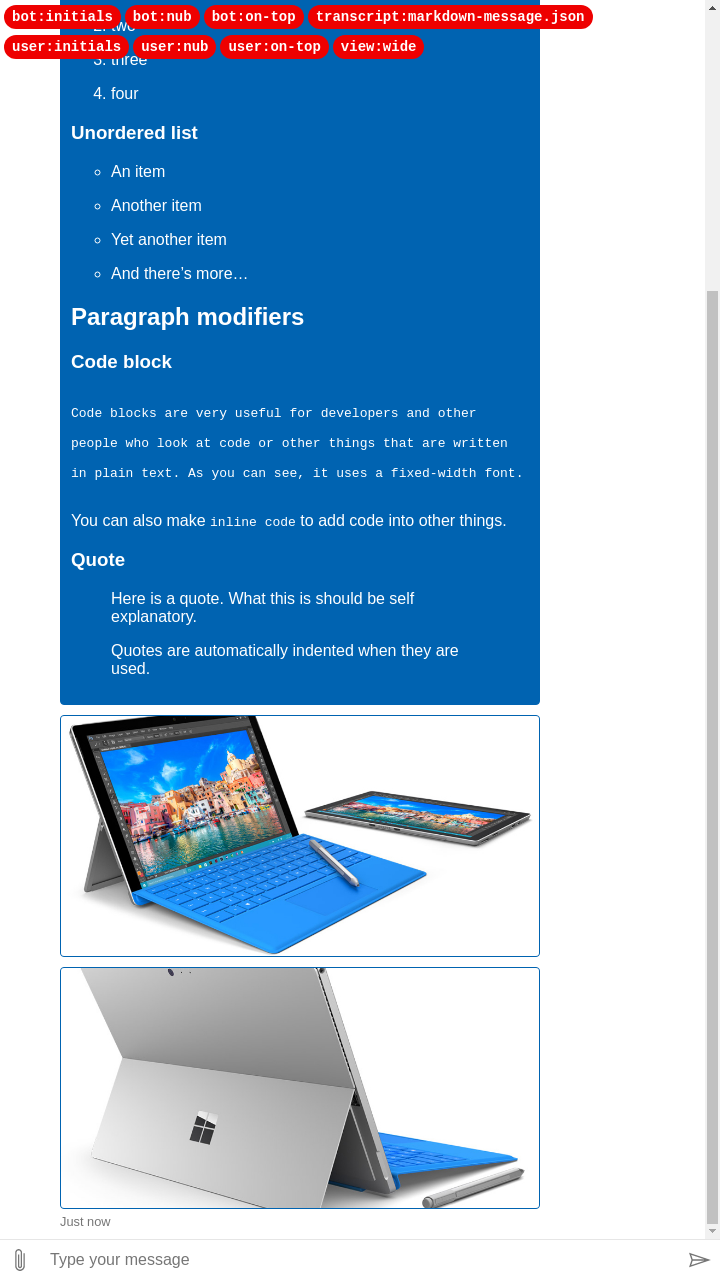 bot:initials bot:nub bot:on-top transcript:markdown-message.json
user:initials user:nub user:on-top view:wide
2. two
3. three
4. four
Unordered list
An item
Another item
Yet another item
And there’s more…
Paragraph modifiers
Code block
Code blocks are very useful for developers and other
people who look at code or other things that are written
in plain text. As you can see, it uses a fixed-width font.
You can also make inline code to add code into other things.
Quote
Here is a quote. What this is should be self
explanatory.
Quotes are automatically indented when they are
used.
Just now
Type your message